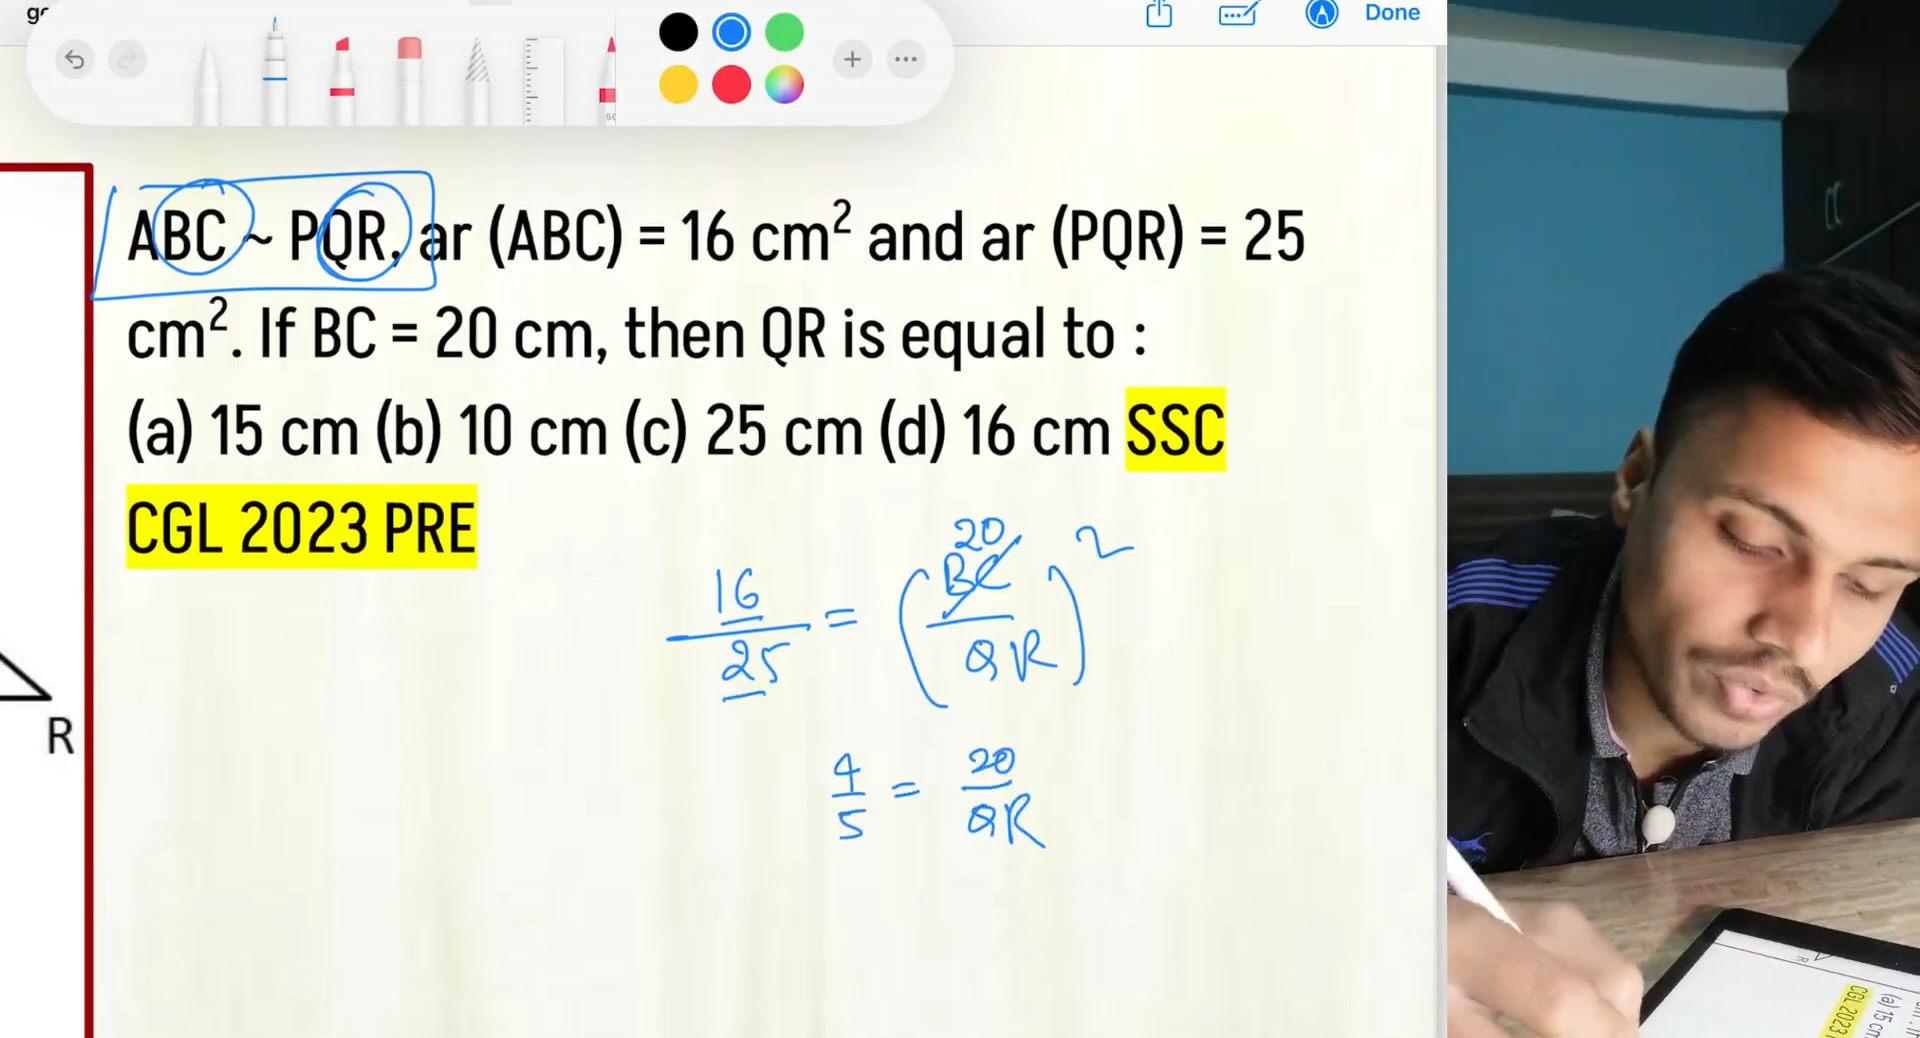 Done
50
ABC ~ PQR, ar (ABC) = 16 cm² and ar (PQR) = 25
cm². If BC = 20 cm, then QR is equal to :
(a) 15 cm (b) 10 cm (c) 25 cm (d) 16 cm SSC
CGL 2023 PRE
R
16/25 = (20 BC/QR)²
4/5 = 20/QR